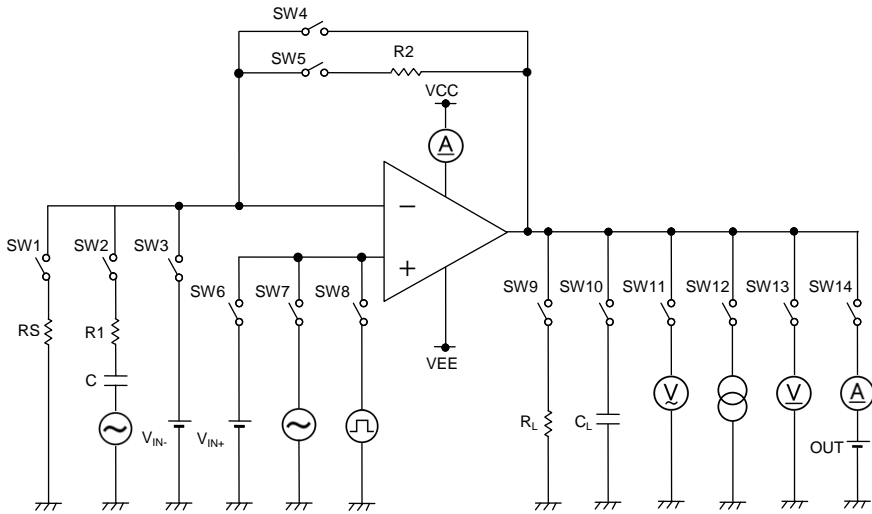 SW4
SW5
R2
VCC
A
−
+
VEE
SW1
SW2
SW3
SW6
SW7
SW8
SW9
SW10
SW11
SW12
SW13
SW14
RS
R1
C
VIN-
VIN+
RL
CL
V
V
A
OUT